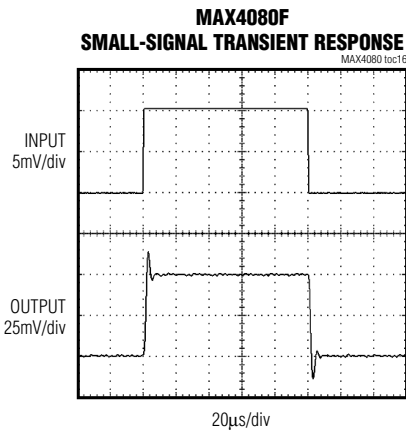 MAX4080F
SMALL-SIGNAL TRANSIENT RESPONSE
MAX4080 toc16
INPUT
5mV/div
OUTPUT
25mV/div
20μs/div